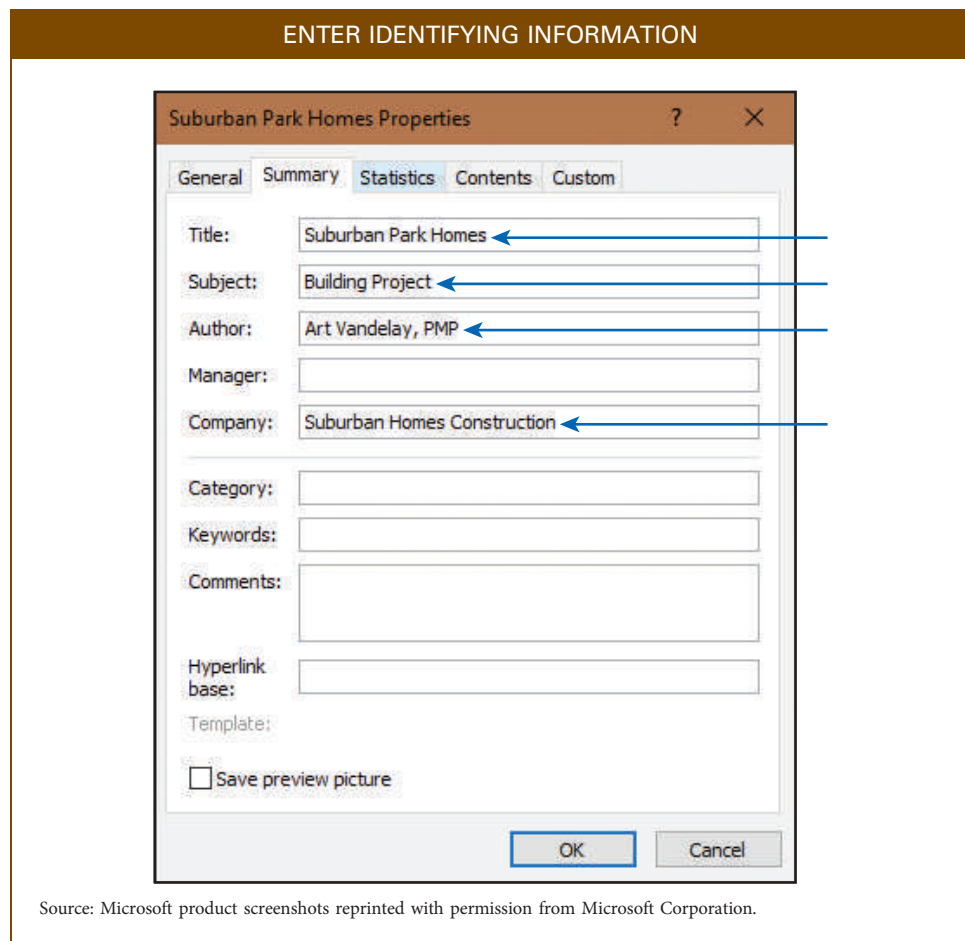 ENTER IDENTIFYING INFORMATION
Suburban Park Homes Properties ? X
General Summary Statistics Contents Custom
Title: Suburban Park Homes
Subject: Building Project
Author: Art Vandelay, PMP
Manager:
Company: Suburban Homes Construction
Category:
Keywords:
Comments:
Hyperlink
base:
Template:
Save preview picture
OK Cancel
Source: Microsoft product screenshots reprinted with permission from Microsoft Corporation.